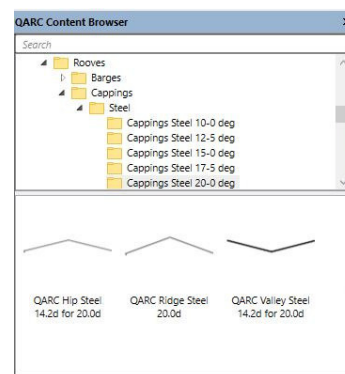 QARC Content Browser
Search
Rooves
Barges
Cappings
Steel
Cappings Steel 10-0 deg
Cappings Steel 12-5 deg
Cappings Steel 15-0 deg
Cappings Steel 17-5 deg
Cappings Steel 20-0 deg
QARC Hip Steel
14.2d for 20.0d
QARC Ridge Steel
20.0d
QARC Valley Steel
14.2d for 20.0d